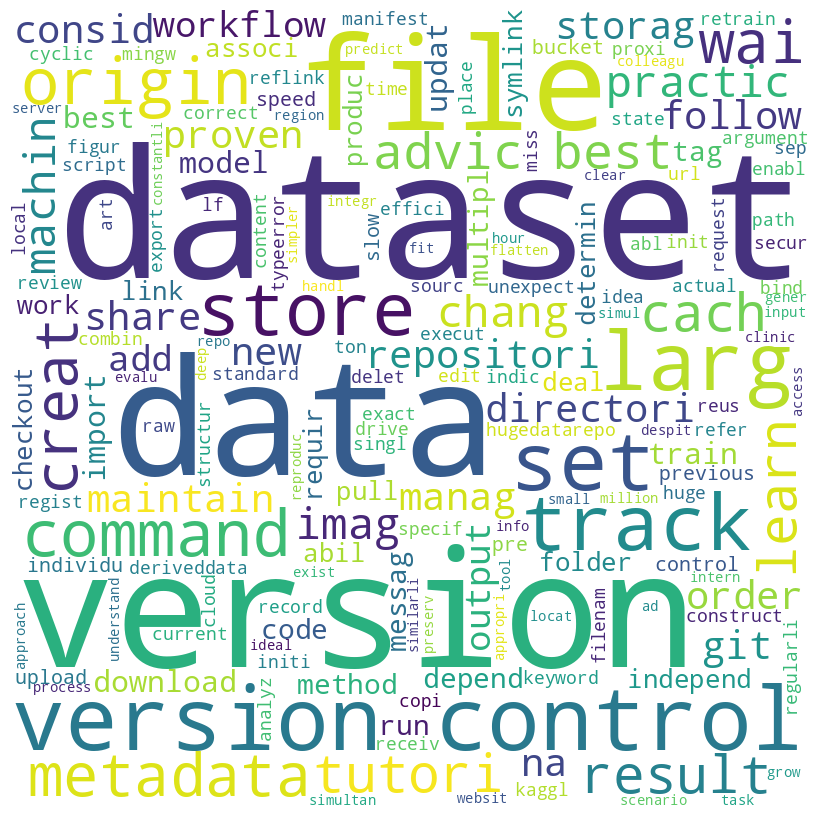 consid
workflow
manifest
storag
retrain
wai
cyclic
mingw
associ
predict
file
updat
symlink
bucket
proxi
colleagu
origin
reflink
time
place
practic
server
best
correct
speed
region
produc
state
follow
figur
constantii
proven
advic best
miss
tag
argument
script
model
sep
enabl
machin
local
art
export
content
lf
typeerror
integr
simpler
slow
effici
multipl
clear
url
request
path
dataset
fit
hour
flatten
determin
abl
init
secur
review
link
handl
sourc
unexpect
idea
actual
bind
gener
work
share
store
chang
simul
cach
input
combin
creat
import
add
new
repo
deep
standard
ton
execut
repositori
edit
indic
deal
larg
clinic
evalu
checkout
raw
structur
data
delet
exact
drive
singl
hugedatarepo
directori
despit
reus
refer
access
learn
reproduc
requir
set
train
previous
regist
maintain
pull
manag
small
million
huge
command
imag
specif
info
track
individu
deriveddata
abil
messag
output
pre
tool
folder
control
intern
order
exist
version
approach
understand
current
cloud
record
code
similarli
preserv
appropri
locat
filenam
ad
construct
git
ideal
initi
upload
process
download
analyz
method
copi
depend
keyword
independ
regularli
version control
run
receiv
metadata
tutori
na
kaggl
result
grow
simultan
websit
scenario
task